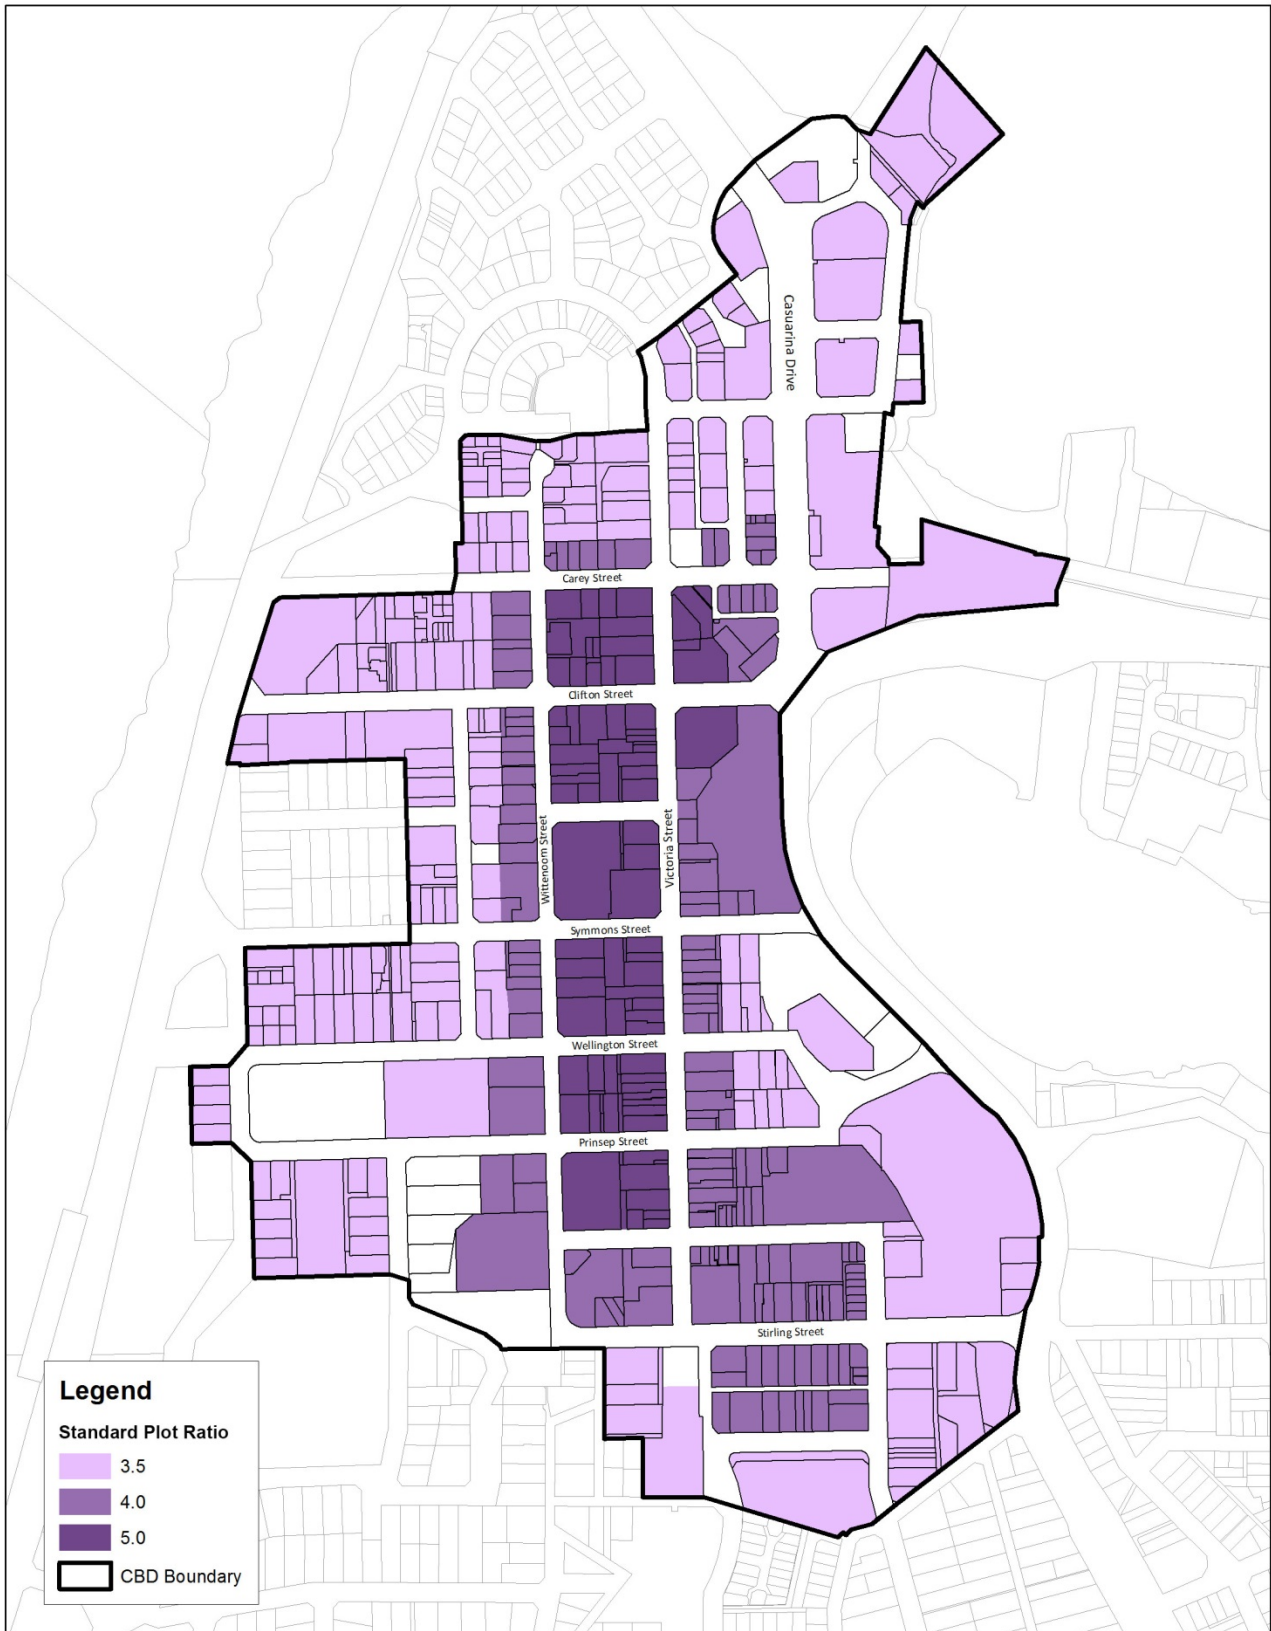 Casuarina Drive
Carey Street
Clifton Street
Wittenoom Street
Victoria Street
Symmons Street
Wellington Street
Prinsep Street
Stirling Street
Legend
Standard Plot Ratio
3.5
4.0
5.0
CBD Boundary